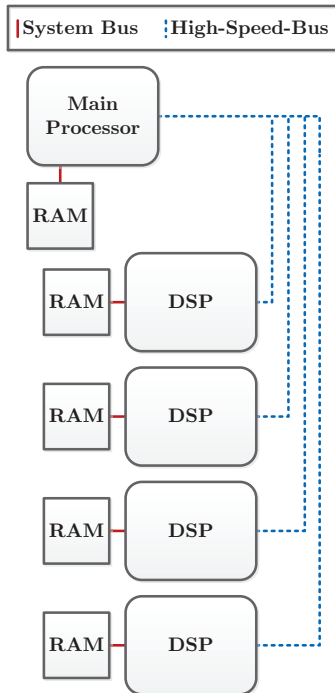 System Bus High-Speed-Bus
Main
Processor
RAM
RAM DSP
RAM DSP
RAM DSP
RAM DSP